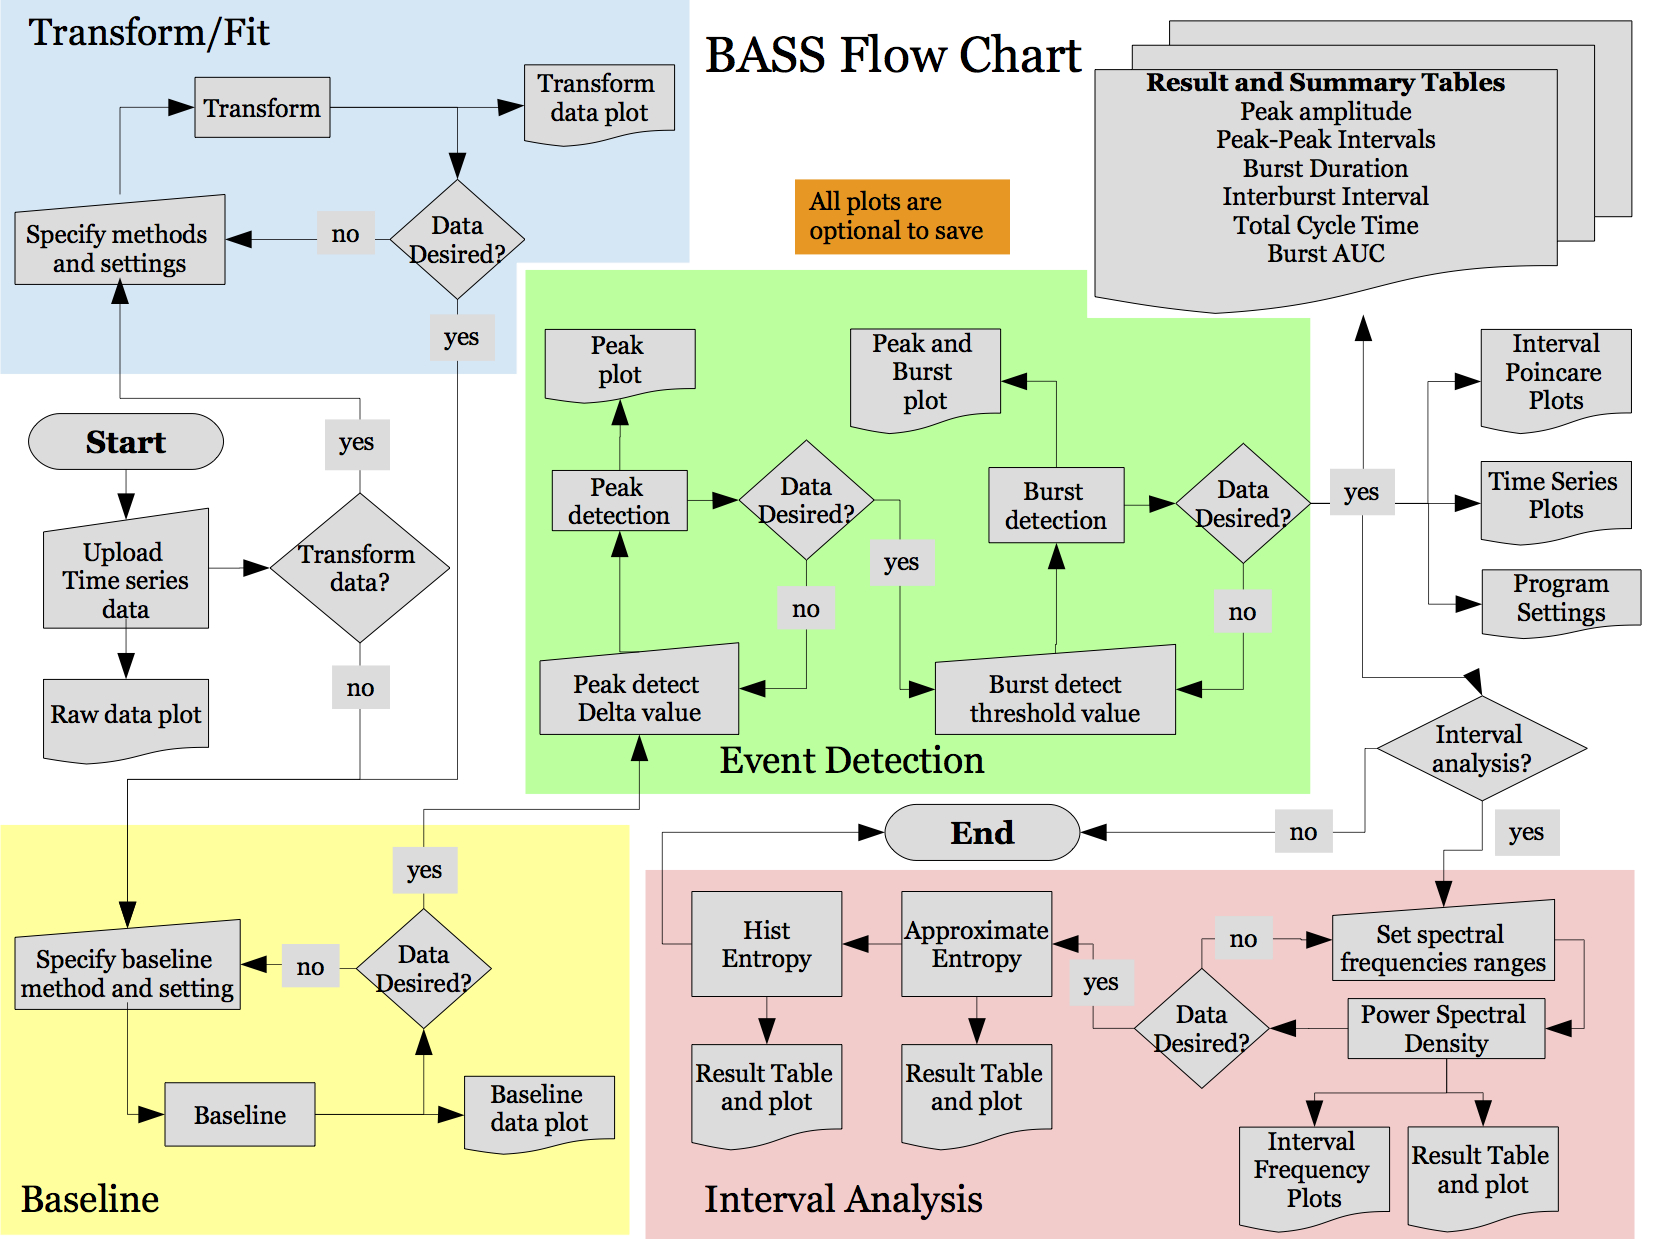 Transform/Fit
BASS Flow Chart
Transform
Transform
data plot
Specify methods
and settings
no
Data
Desired?
yes
All plots are
optional to save
Result and Summary Tables
Peak amplitude
Peak-Peak Intervals
Burst Duration
Interburst Interval
Total Cycle Time
Burst AUC
Start
yes
Upload
Time series
data
Transform
data?
no
Raw data plot
Peak
plot
Peak and
Burst
plot
Peak
detection
Data
Desired?
yes
no
Burst
detection
Data
Desired?
no
yes
Peak detect
Delta value
Burst detect
threshold value
Event Detection
Interval
Poincare
Plots
Time Series
Plots
Program
Settings
Interval
analysis?
no
yes
End
yes
Specify baseline
method and setting
no
Data
Desired?
Baseline
Baseline
data plot
Baseline
Hist
Entropy
Approximate
Entropy
yes
no
Set spectral
frequencies ranges
Data
Desired?
Power Spectral
Density
Result Table
and plot
Result Table
and plot
Interval
Frequency
Plots
Result Table
and plot
Interval Analysis